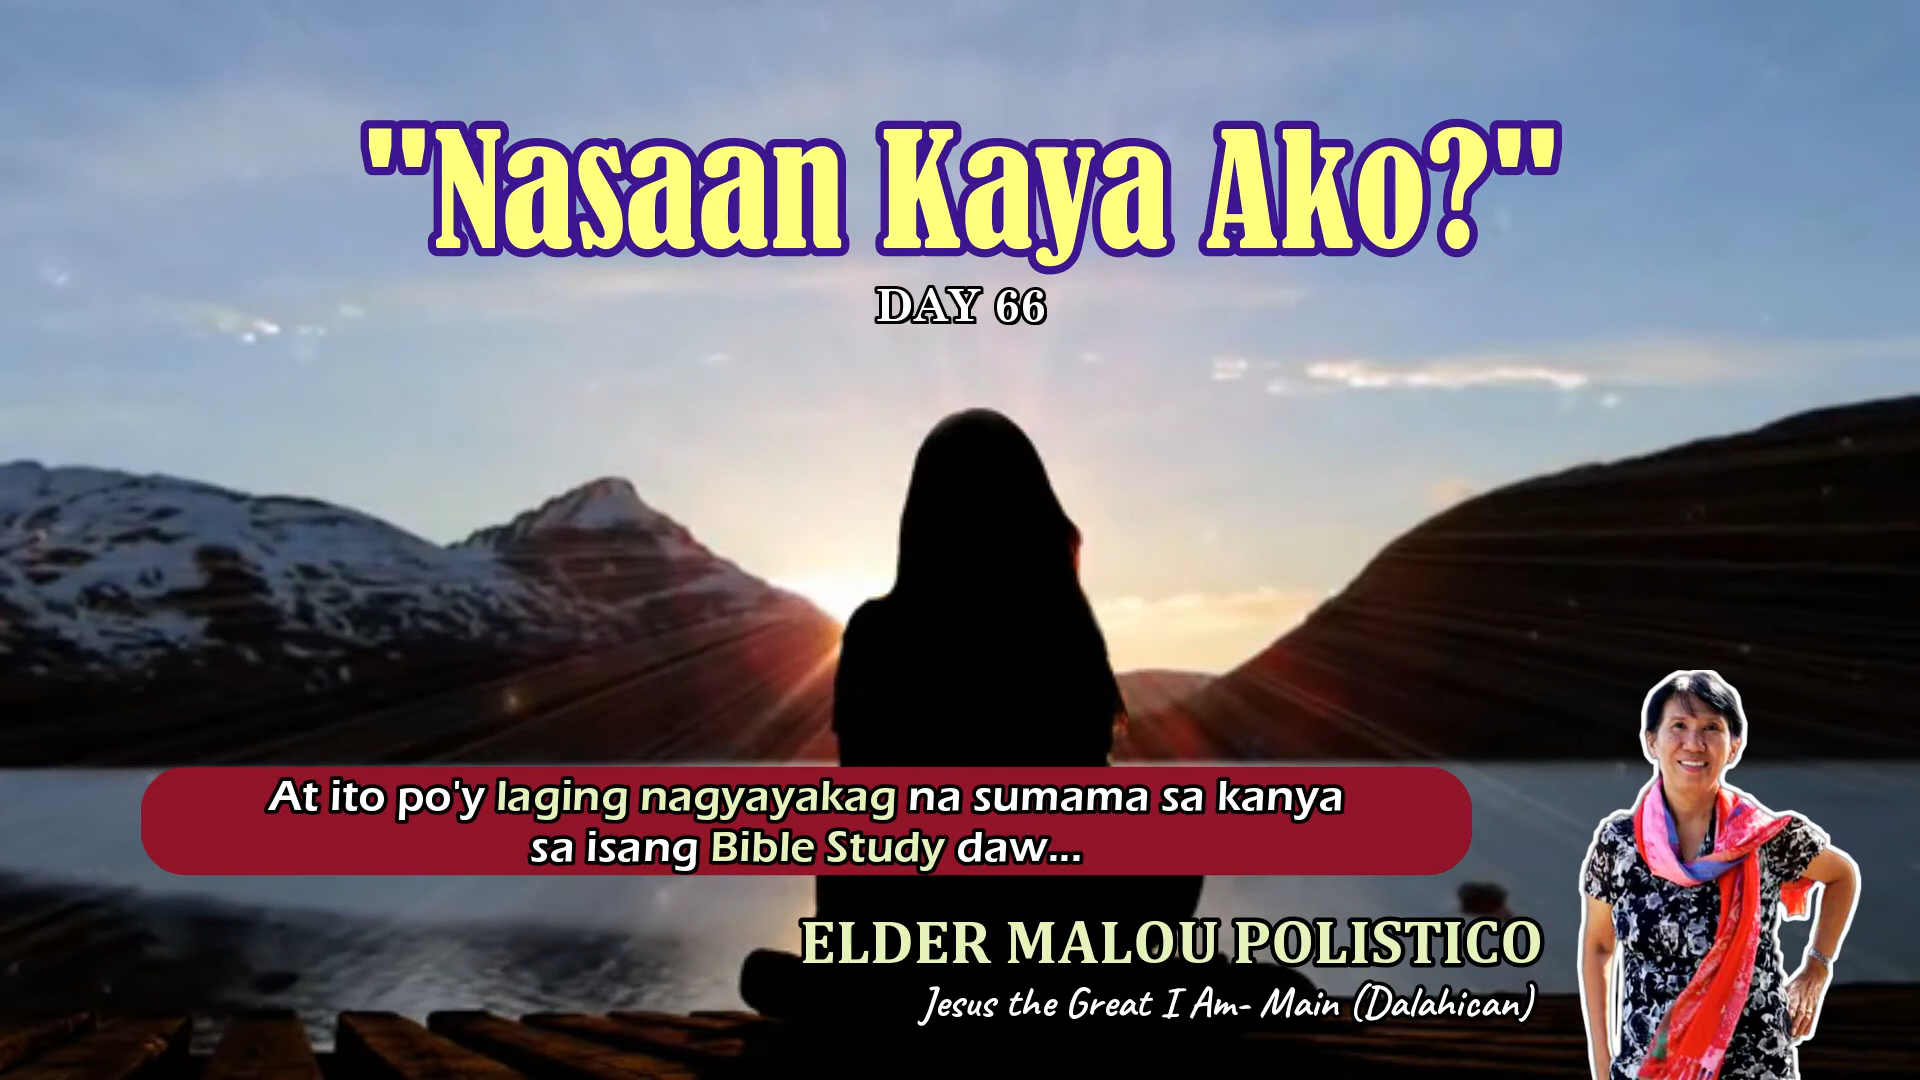 "Nasaan Kaya Ako?"
DAY 66
At ito po'y laging nagyayakag na sumama sa kanya
sa isang Bible Study daw...
ELDER MALOU POLISTICO
Jesus the Great I Am- Main (Dalahican)